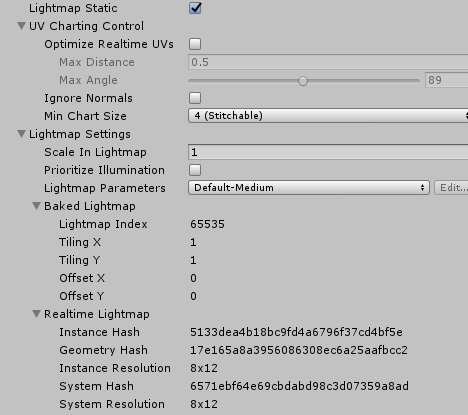 Lightmap Static
UV Charting Control
Optimize Realtime UVs
Max Distance 0.5
Max Angle 89
Ignore Normals
Min Chart Size 4 (Stitchable)
Lightmap Settings
Scale In Lightmap 1
Prioritize Illumination
Lightmap Parameters Default-Medium Edit...
Baked Lightmap
Lightmap Index 65535
Tiling X 1
Tiling Y 1
Offset X 0
Offset Y 0
Realtime Lightmap
Instance Hash 5133dea4b18bc9fd4a6796f37cd4bf5e
Geometry Hash 17e165a8a3956086308ec6a25aafbcc2
Instance Resolution 8x12
System Hash 6571ebf64e69cbdabd98c3d07359a8ad
System Resolution 8x12